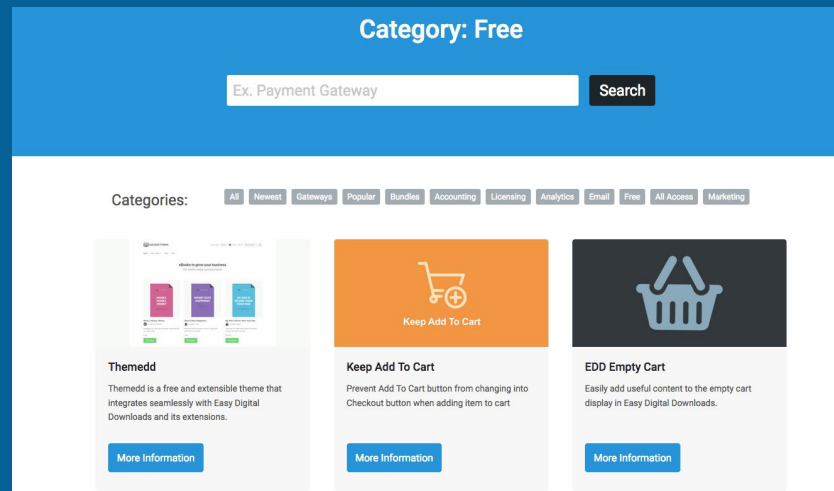 Category: Free
Ex. Payment Gateway
Search
Categories:
All Newest Gateways Popular Bundles Accounting Licensing Analytics Email Free All Access Marketing
Keep Add To Cart
Themedd
Themedd is a free and extensible theme that
integrates seamlessly with Easy Digital
Downloads and its extensions.
More Information
Keep Add To Cart
Prevent Add To Cart button from changing into
Checkout button when adding item to cart
More Information
EDD Empty Cart
Easily add useful content to the empty cart
display in Easy Digital Downloads.
More Information